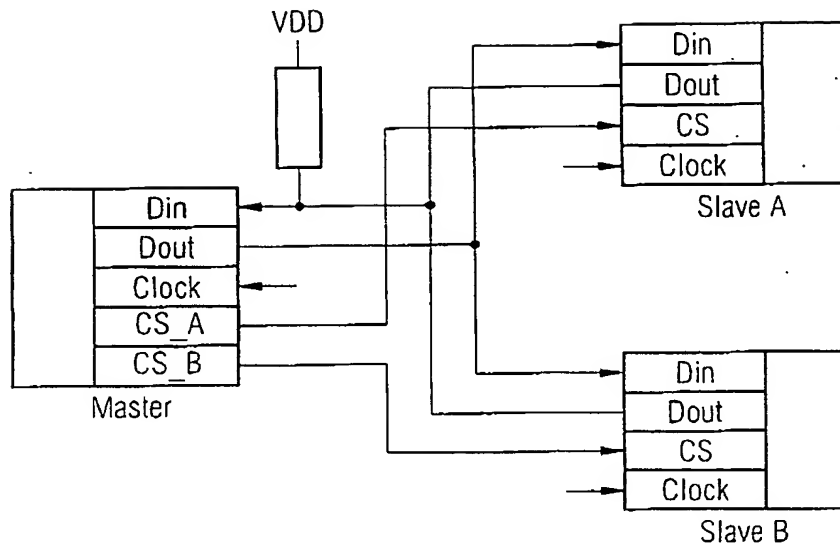 VDD
Din
Dout
CS
Clock
Slave A
Din
Dout
Clock
CS_A
CS_B
Master
Din
Dout
CS
Clock
Slave B